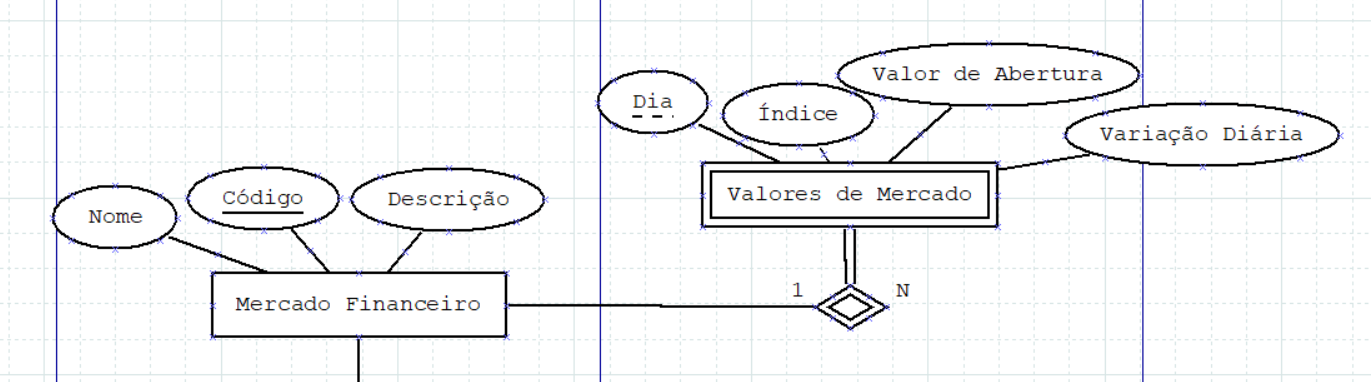 Valor de Abertura
Dia
Índice
Variação Diária
Valores de Mercado
Nome
Código
Descrição
Mercado Financeiro
1
N